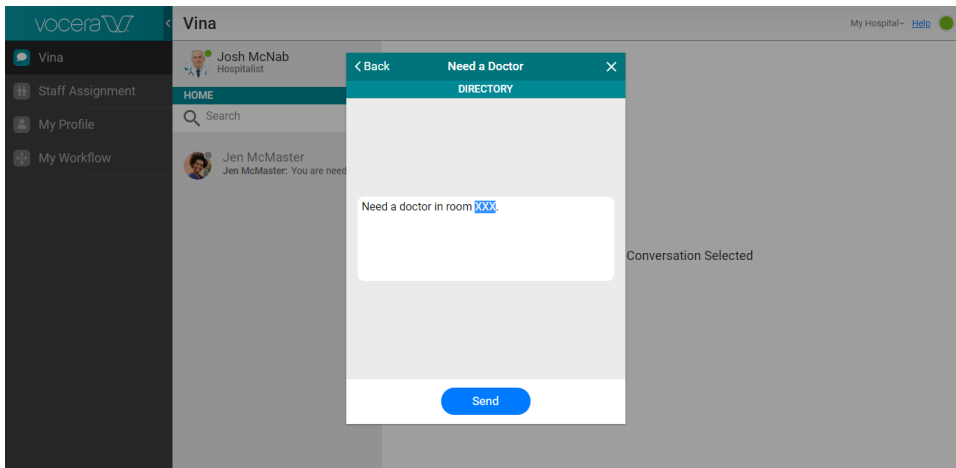 vocera
Vina
My Hospital~ Help
Vina
Staff Assignment
My Profile
My Workflow
Josh McNab
Hospitalist
HOME
Search
Jen McMaster
Jen McMaster: You are need
Back
Need a Doctor
DIRECTORY
Need a doctor in room XXX.
Send
Conversation Selected